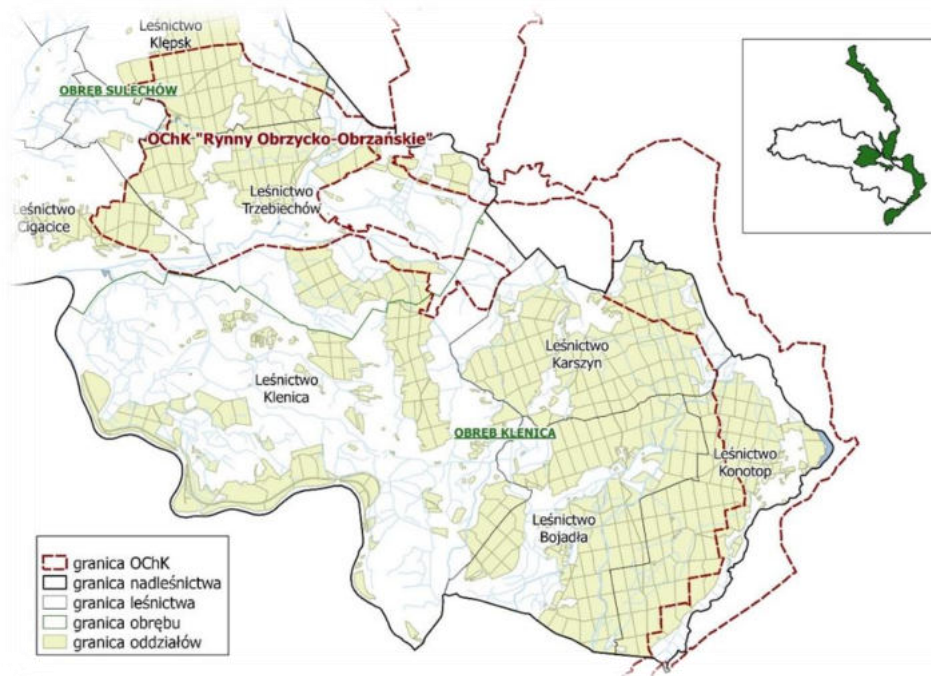 Leśnictwo
Klępsk
OBRĘB SULECHÓW
OChK "Rynny Obrzycko-Obrzańskie"
Leśnictwo
Trzebiechów
Leśnictwo
Cigacice
Leśnictwo
Karszyn
Leśnictwo
Klenica
OBRĘB KLENICA
Leśnictwo
Konotop
Leśnictwo
Bojadła
granica OChK
granica nadleśnictwa
granica leśnictwa
granica obrębu
granica oddziałów